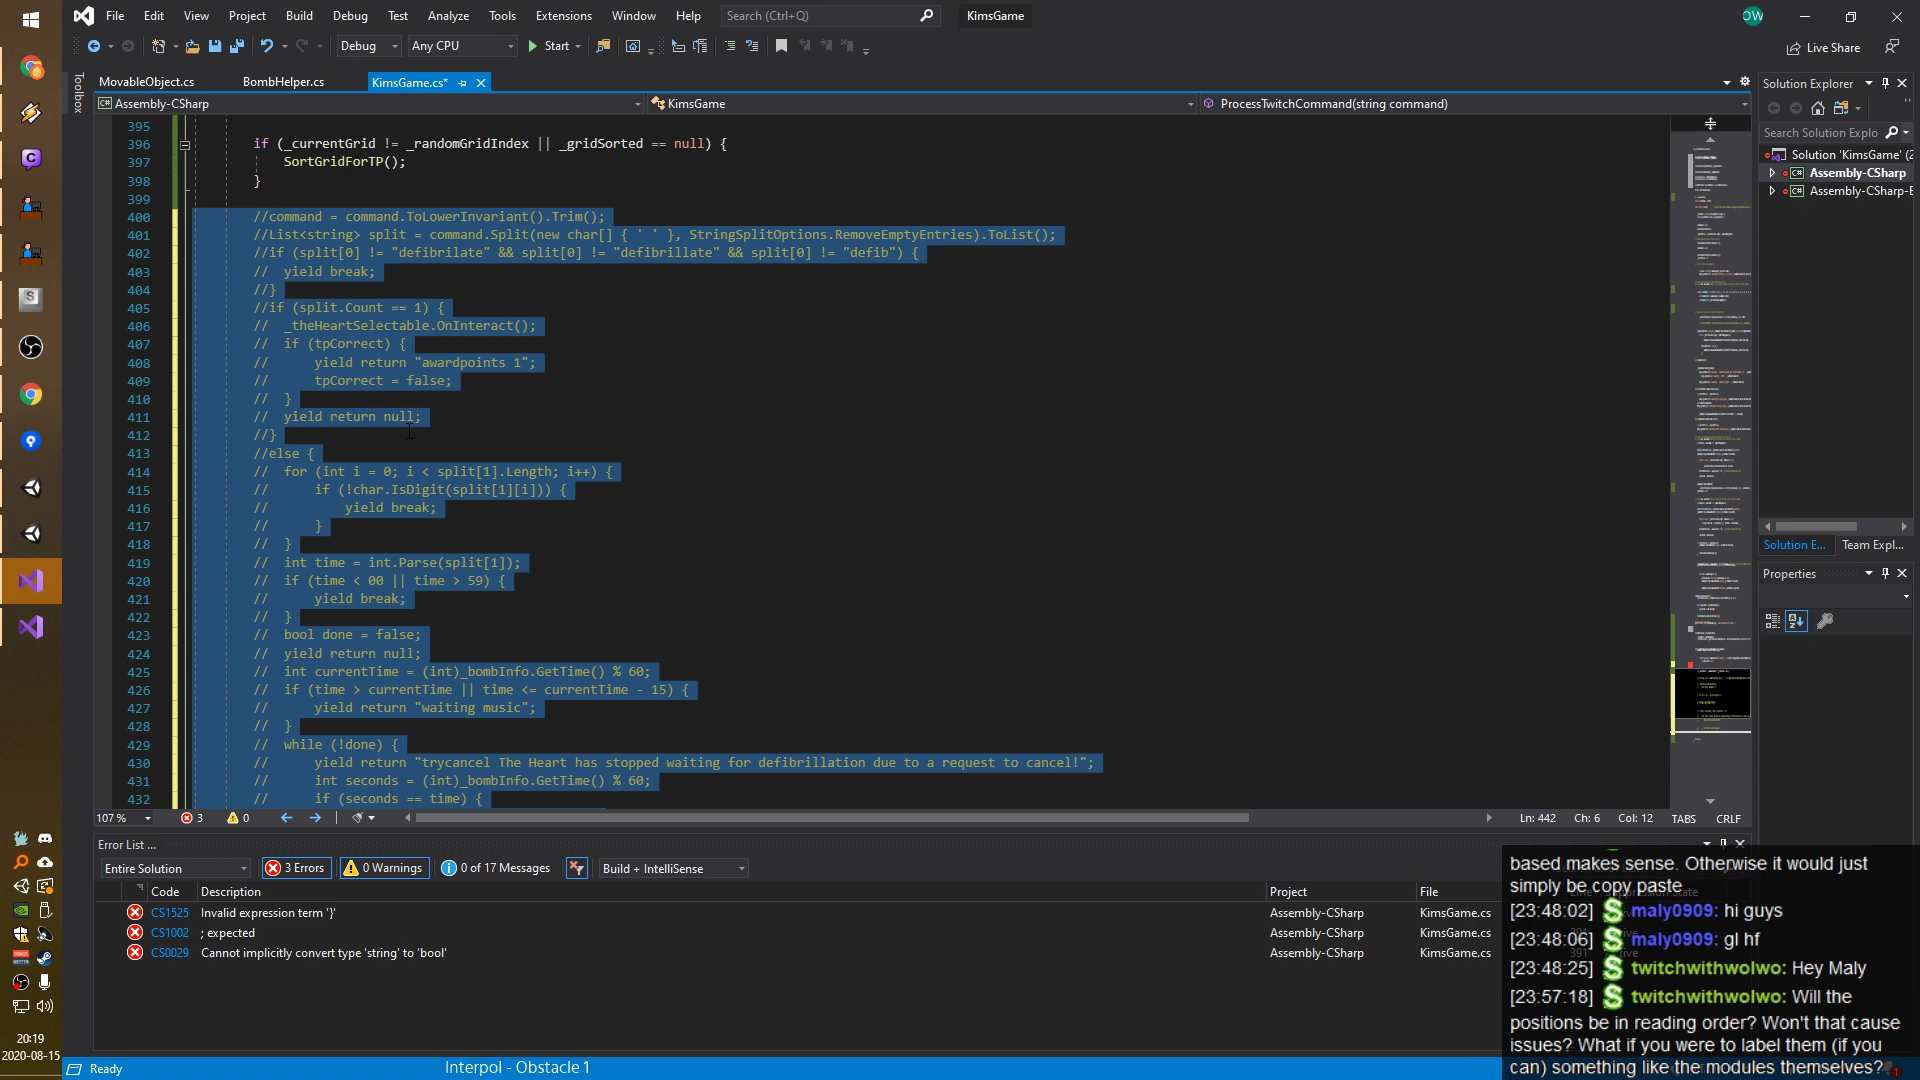 File Edit View Project Build Debug Test Analyze Tools Extensions Window Help Search (Ctrl+Q) KimsGame OW
Debug Any CPU Start Live Share
Toolbox
MovableObject.cs BombHelper.cs KimsGame.cs*
Assembly-CSharp KimsGame ProcessTwitchCommand(string command)
395
396 if (_currentGrid != _randomGridIndex || _gridSorted == null) {
397 SortGridForTP();
398 }
399
400 //command = command.ToLowerInvariant().Trim();
401 //List<string> split = command.Split(new char[] { ' ' }, StringSplitOptions.RemoveEmptyEntries).ToList();
402 //if (split[0] != "defibrilate" && split[0] != "defibrillate" && split[0] != "defib") {
403 // yield break;
404 //}
405 //if (split.Count == 1) {
406 // _theHeartSelectable.OnInteract();
407 // if (tpCorrect) {
408 // yield return "awardpoints 1";
409 // tpCorrect = false;
410 // }
411 // yield return null;
412 //}
413 //else {
414 // for (int i = 0; i < split[1].Length; i++) {
415 // if (!char.IsDigit(split[1][i])) {
416 // yield break;
417 // }
418 // }
419 // int time = int.Parse(split[1]);
420 // if (time < 00 || time > 59) {
421 // yield break;
422 // }
423 // bool done = false;
424 // yield return null;
425 // int currentTime = (int)_bombInfo.GetTime() % 60;
426 // if (time > currentTime || time <= currentTime - 15) {
427 // yield return "waiting music";
428 // }
429 // while (!done) {
430 // yield return "trycancel The Heart has stopped waiting for defibrillation due to a request to cancel!";
431 // int seconds = (int)_bombInfo.GetTime() % 60;
432 // if (seconds == time) {
107 % 3 0 Ln: 442 Ch: 6 Col: 12 TABS CRLF
Error List ...
Entire Solution 3 Errors 0 Warnings 0 of 17 Messages Build + IntelliSense
Code Description Project File
CS1525 Invalid expression term '}' Assembly-CSharp KimsGame.cs
CS1002 ; expected Assembly-CSharp KimsGame.cs
CS0029 Cannot implicitly convert type 'string' to 'bool' Assembly-CSharp KimsGame.cs
Ready Interpol - Obstacle 1
Solution Explorer
Search Solution Explo
Solution 'KimsGame' (2
Assembly-CSharp
Assembly-CSharp-E
Solution E... Team Expl...
Properties
based makes sense. Otherwise it would just
simply be copy paste
[23:48:02] maly0909: hi guys
[23:48:06] maly0909: gl hf
[23:48:25] twitchwithwolwo: Hey Maly
[23:57:18] twitchwithwolwo: Will the
positions be in reading order? Won't that cause
issues? What if you were to label them (if you
can) something like the modules themselves?
20:19
2020-08-15